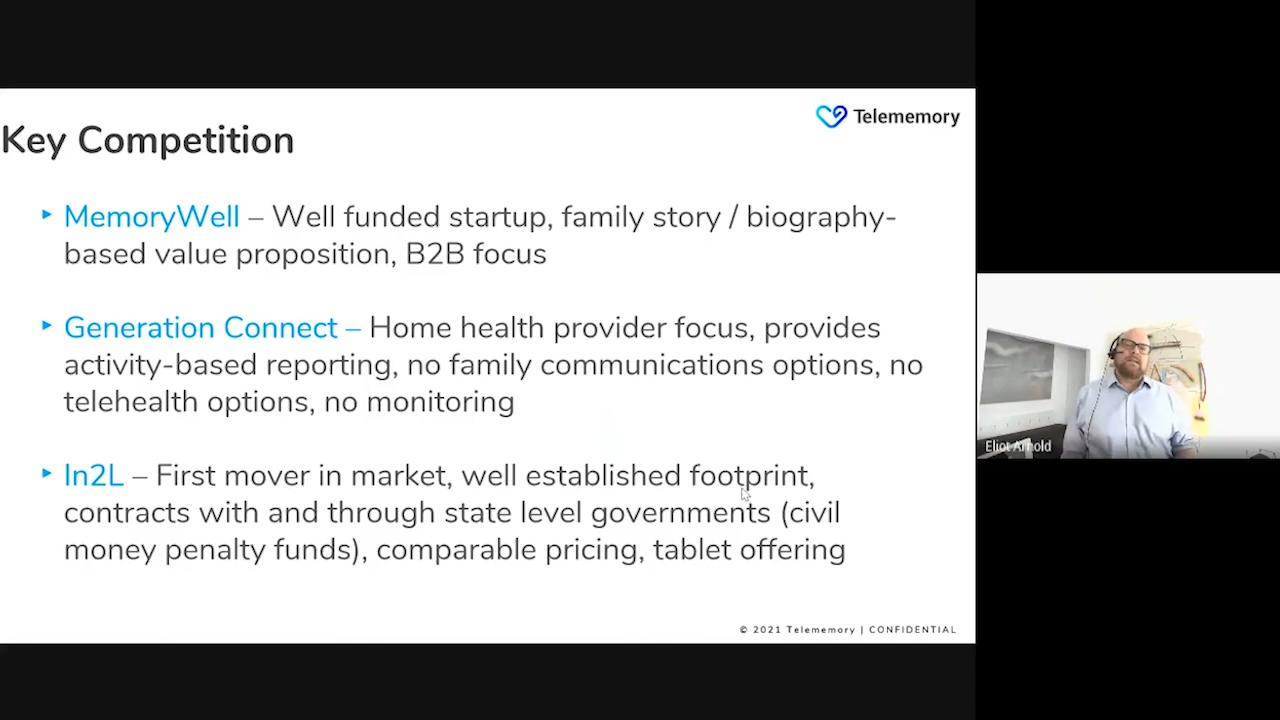 Telememory
Key Competition
‣ MemoryWell – Well funded startup, family story / biography-
based value proposition, B2B focus
‣ Generation Connect – Home health provider focus, provides
activity-based reporting, no family communications options, no
telehealth options, no monitoring
‣ In2L – First mover in market, well established footprint,
contracts with and through state level governments (civil
money penalty funds), comparable pricing, tablet offering
© 2021 Telememory | CONFIDENTIAL
Eliot Arnold